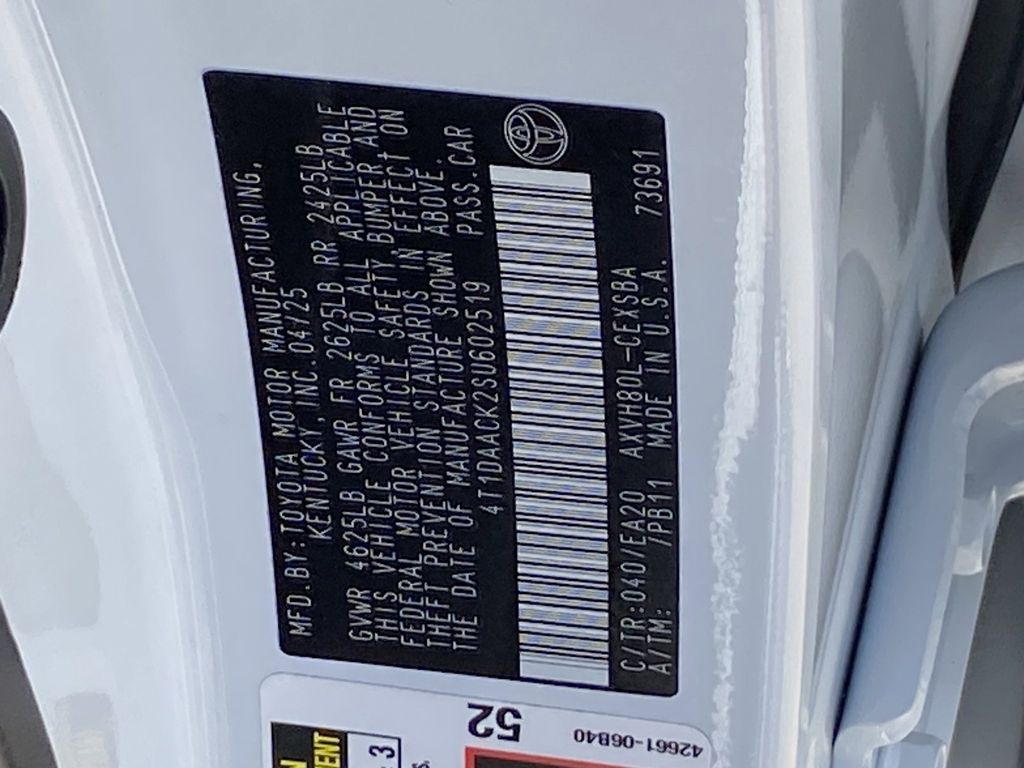 MFD.BY:TOYOTA MOTOR MANUFACTURING,
KENTUCKY, INC.04/25
GVWR 4625LB GAWR FR 2625LB RR 2425LB
THIS VEHICLE CONFORMS TO ALL APPLICABLE
FEDERAL MOTOR VEHICLE SAFETY, BUMPER, AND
THEFT PREVENTION STANDARDS IN EFFECT ON
THE DATE OF MANUFACTURE SHOWN ABOVE.
4T1DAACK2SU602519 PASS.CAR
C/TR:040/EA20 AXVH80L-CEXSBA
A/TM: /PB11 MADE IN U.S.A. 73691
52
42661-06B40
3